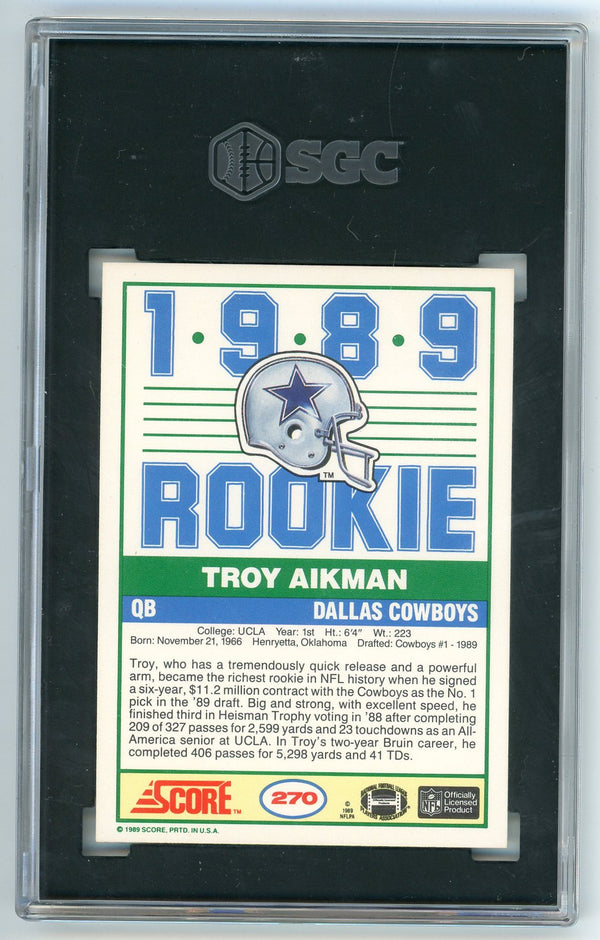 SGC
1•9•8•9
TM
ROOKIE
TROY AIKMAN
QB DALLAS COWBOYS
College: UCLA Year: 1st Ht.: 6'4" Wt.: 223
Born: November 21, 1966 Henryetta, Oklahoma Drafted: Cowboys #1 - 1989
Troy, who has a tremendously quick release and a powerful
arm, became the richest rookie in NFL history when he signed
a six-year, $11.2 million contract with the Cowboys as the No. 1
pick in the '89 draft. Big and strong, with excellent speed, he
finished third in Heisman Trophy voting in '88 after completing
209 of 327 passes for 2,599 yards and 23 touchdowns as an All-
America senior at UCLA. In Troy's two-year Bruin career, he
completed 406 passes for 5,298 yards and 41 TDs.
SCORE TM
270
©
1989
NFLPA
NFL
Officially
Licensed
Product
© 1989 SCORE, PRTD. IN U.S.A.